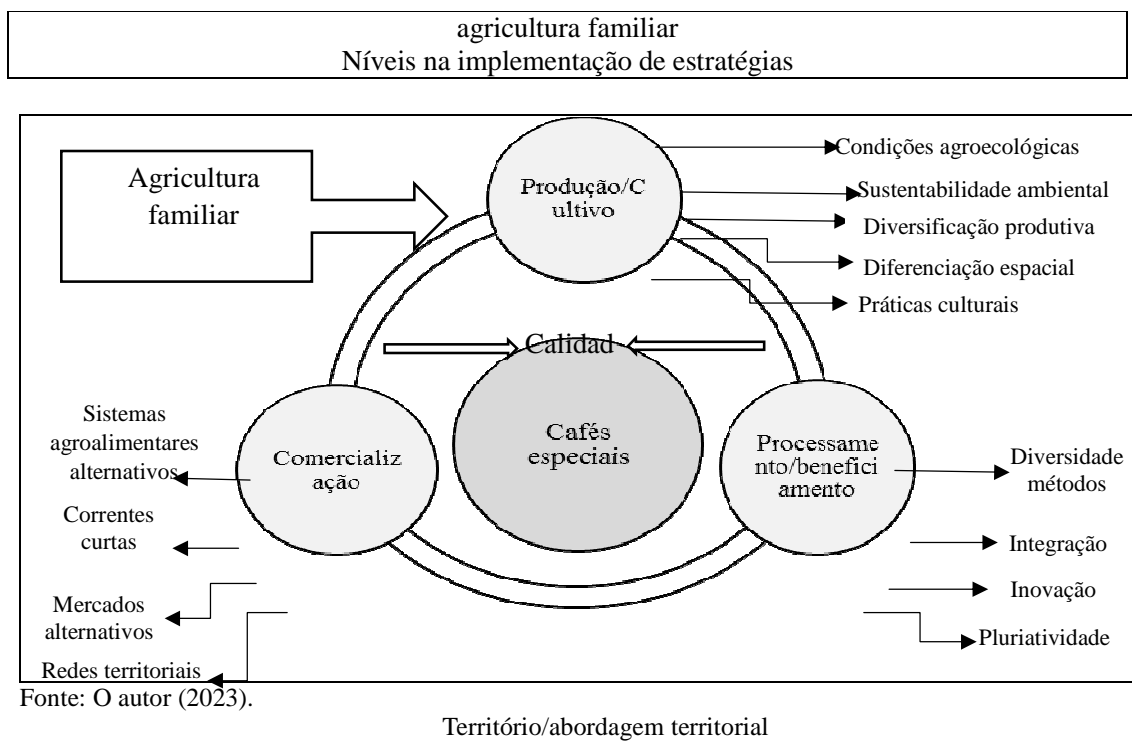 agricultura familiar
Níveis na implementação de estratégias
Agricultura
familiar
Produção/C
ultivo
Condições agroecológicas
Sustentabilidade ambiental
Diversificação produtiva
Diferenciação espacial
Práticas culturais
Calidad
Cafés
especiais
Comercializ
ação
Processame
nto/benefici
amento
Sistemas
agroalimentares
alternativos
Correntes
curtas
Mercados
alternativos
Redes territoriais
Diversidade
métodos
Integração
Inovação
Pluriatividade
Fonte: O autor (2023).
Território/abordagem territorial